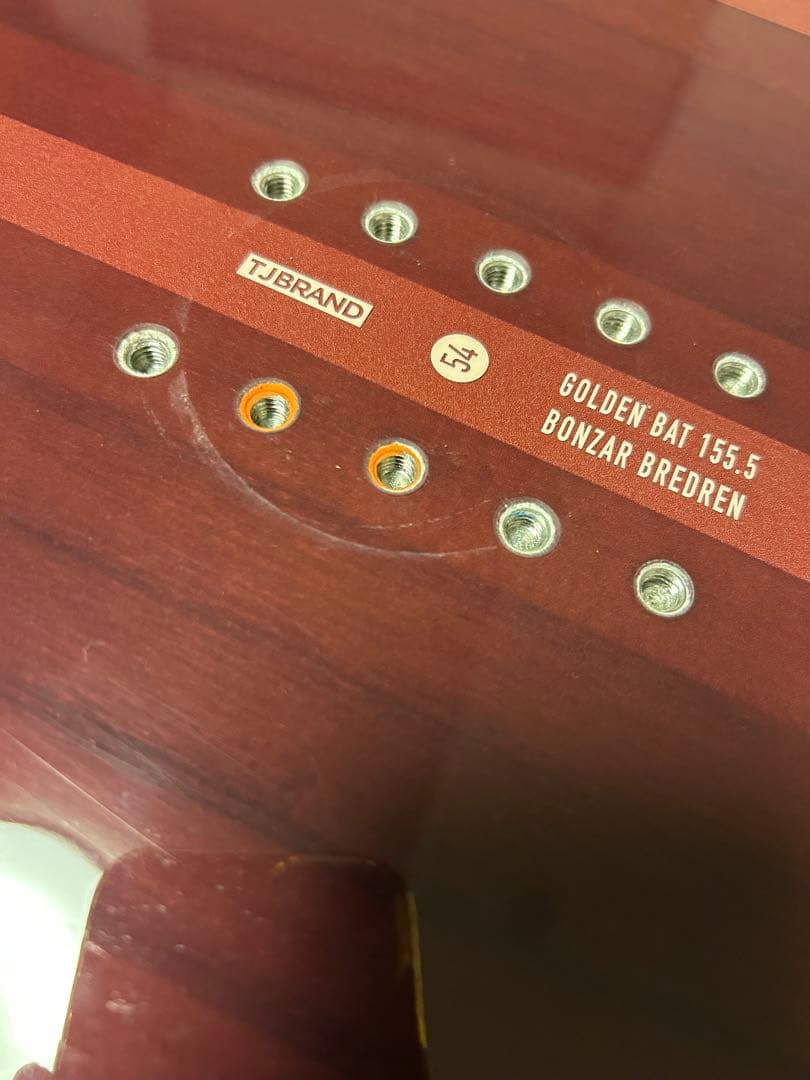 TJBRAND
54
GOLDEN BAT 155.5
BONZAR BREDREN